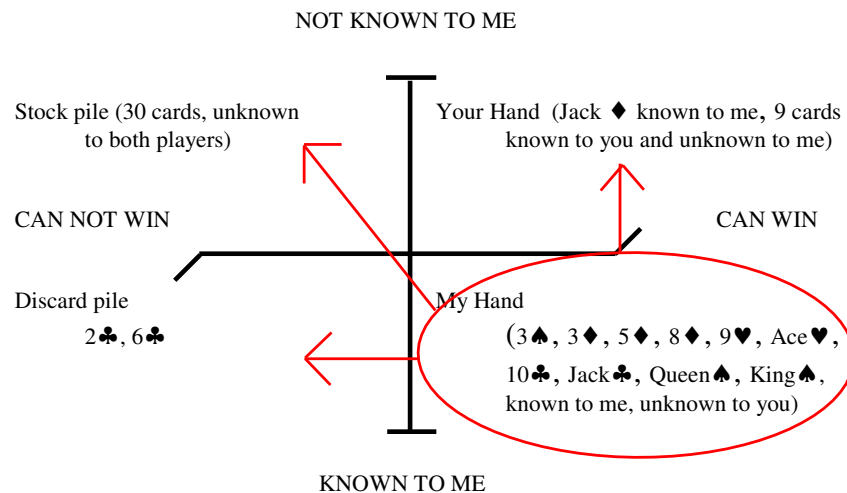 NOT KNOWN TO ME
Stock pile (30 cards, unknown
to both players)
Your Hand (Jack ♦ known to me, 9 cards
known to you and unknown to me)
CAN NOT WIN
CAN WIN
Discard pile
2♣, 6♣
My Hand
(3♠, 3♦, 5♦, 8♦, 9♥, Ace♥,
10♣, Jack♣, Queen♠, King♠,
known to me, unknown to you)
KNOWN TO ME